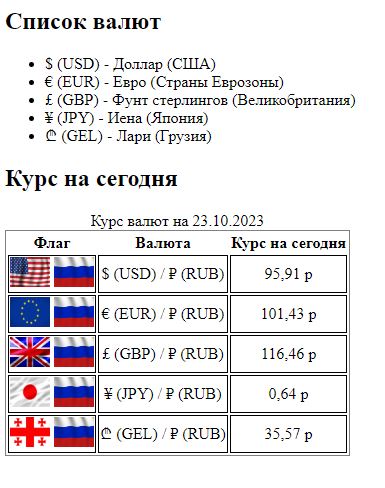 Список валют
$ (USD) - Доллар (США)
€ (EUR) - Евро (Страны Еврозоны)
£ (GBP) - Фунт стерлингов (Великобритания)
¥ (JPY) - Иена (Япония)
₾ (GEL) - Лари (Грузия)
Курс на сегодня
Курс валют на 23.10.2023
Флаг Валюта Курс на сегодня
$ (USD) / ₽ (RUB) 95,91 р
€ (EUR) / ₽ (RUB) 101,43 р
£ (GBP) / ₽ (RUB) 116,46 р
¥ (JPY) / ₽ (RUB) 0,64 р
₾ (GEL) / ₽ (RUB) 35,57 р